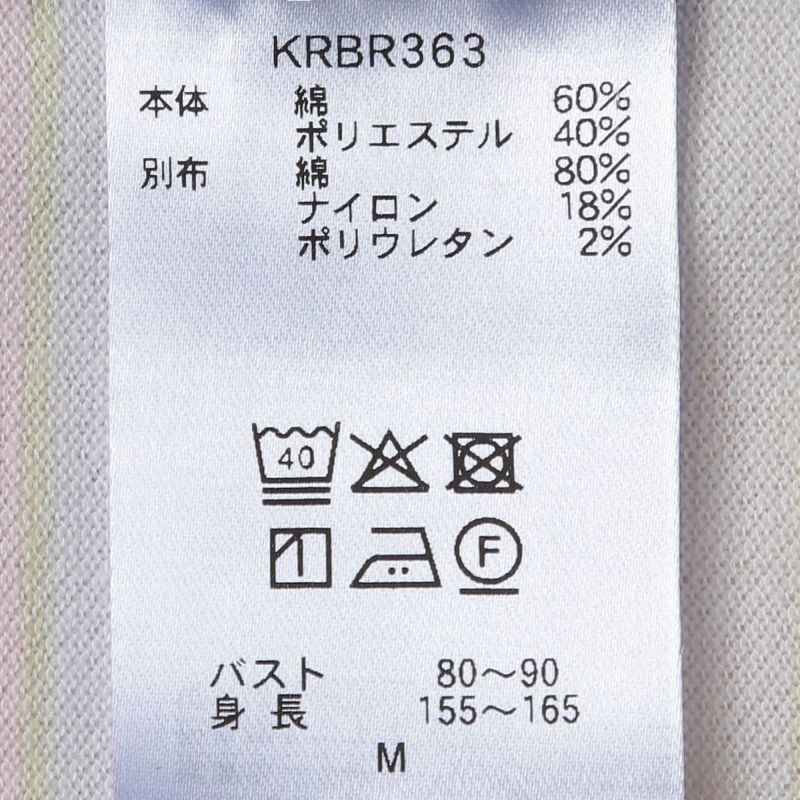 KRBR363
本体 綿 60%
ポリエステル 40%
別布 綿 80%
ナイロン 18%
ポリウレタン 2%
40
F
バスト 80〜90
身長 155〜165
M